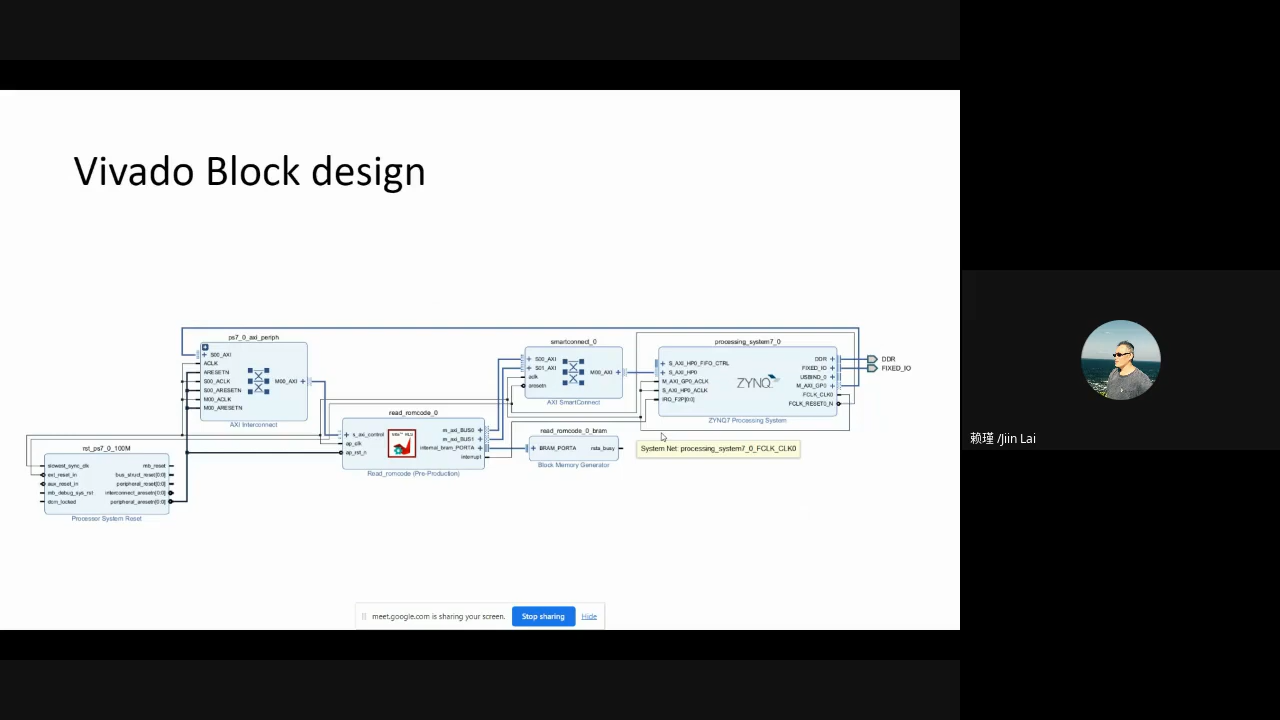 Vivado Block design
ps7_0_axi_periph
S00_AXI
ACLK
ARESETN
S00_ACLK
S00_ARESETN
M00_ACLK
M00_ARESETN
M00_AXI
AXI Interconnect
rst_ps7_0_100M
slowest_sync_clk
ext_reset_in
aux_reset_in
mb_debug_sys_rst
dcm_locked
mb_reset
bus_struct_reset[0:0]
peripheral_reset[0:0]
interconnect_aresetn[0:0]
peripheral_aresetn[0:0]
Processor System Reset
read_romcode_0
s_axi_control
ap_clk
ap_rst_n
m_axi_BUS0
m_axi_BUS1
internal_bram_PORTA
interrupt
Read_romcode (Pre-Production)
smartconnect_0
S00_AXI
S01_AXI
aclk
aresetn
M00_AXI
AXI SmartConnect
read_romcode_0_bram
BRAM_PORTA
rsta_busy
Block Memory Generator
processing_system7_0
S_AXI_HP0_FIFO_CTRL
S_AXI_HP0
M_AXI_GP0_ACLK
S_AXI_HP0_ACLK
IRQ_F2P[0:0]
ZYNQ
DDR
FIXED_IO
USBIND_0
M_AXI_GP0
FCLK_CLK0
FCLK_RESET0_N
ZYNQ7 Processing System
DDR
FIXED_IO
System Net: processing_system7_0_FCLK_CLK0
meet.google.com is sharing your screen.
Stop sharing
Hide
赖瑾 /Jiin Lai